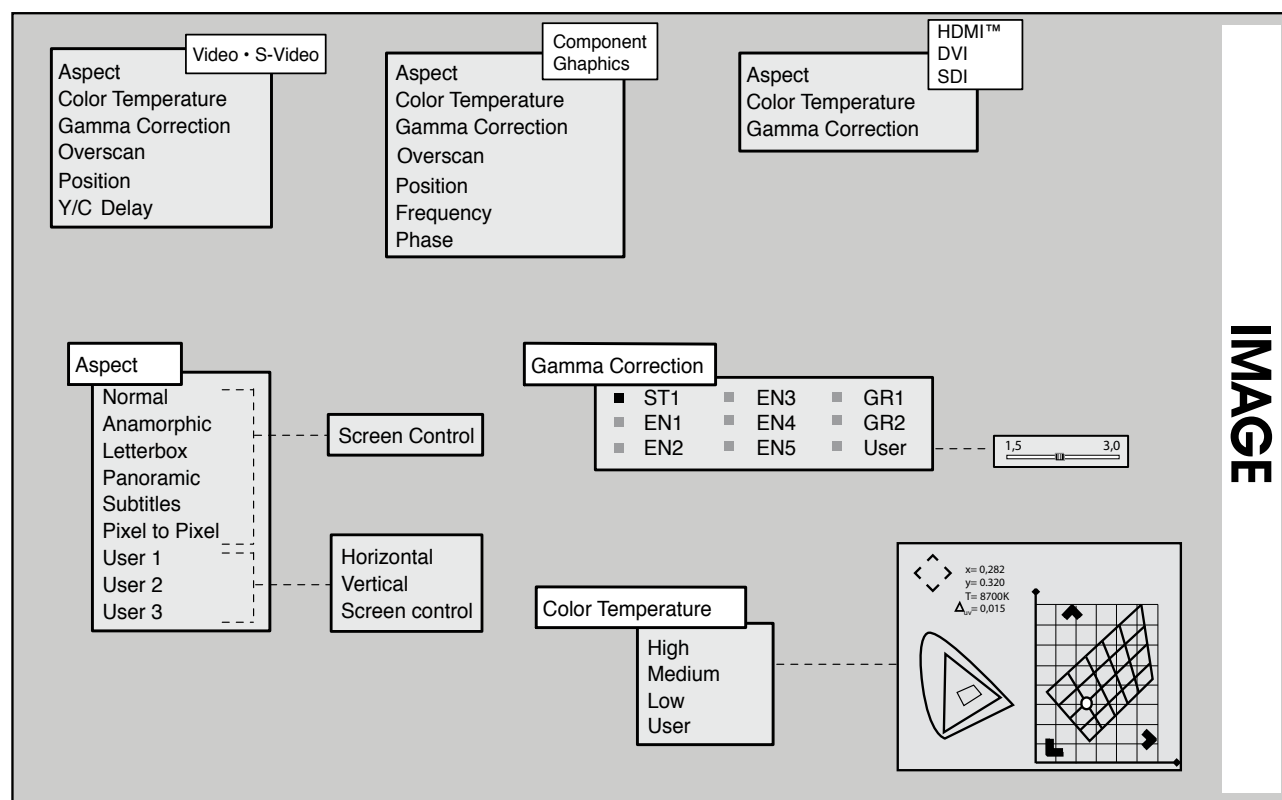 Video • S-Video
Aspect
Color Temperature
Gamma Correction
Overscan
Position
Y/C Delay
Component
Ghaphics
Aspect
Color Temperature
Gamma Correction
Overscan
Position
Frequency
Phase
HDMI™
DVI
SDI
Aspect
Color Temperature
Gamma Correction
IMAGE
Aspect
Normal
Anamorphic
Letterbox
Panoramic
Subtitles
Pixel to Pixel
User 1
User 2
User 3
Screen Control
Horizontal
Vertical
Screen control
Gamma Correction
ST1 EN3 GR1
EN1 EN4 GR2
EN2 EN5 User
1,5 3,0
Color Temperature
High
Medium
Low
User
x= 0,282
y= 0.320
T= 8700K
Δuv= 0,015